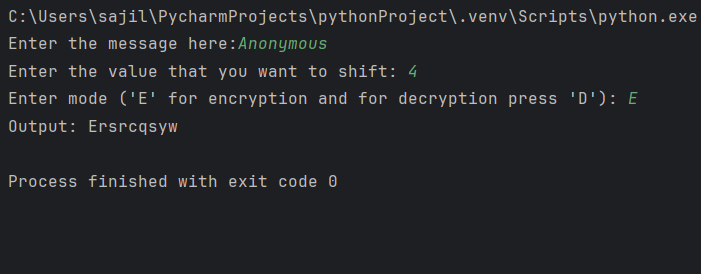 C:\Users\sajil\PycharmProjects\pythonProject\.venv\Scripts\python.exe
Enter the message here:Anonymous
Enter the value that you want to shift: 4
Enter mode ('E' for encryption and for decryption press 'D'): E
Output: Ersrcqsyw
Process finished with exit code 0